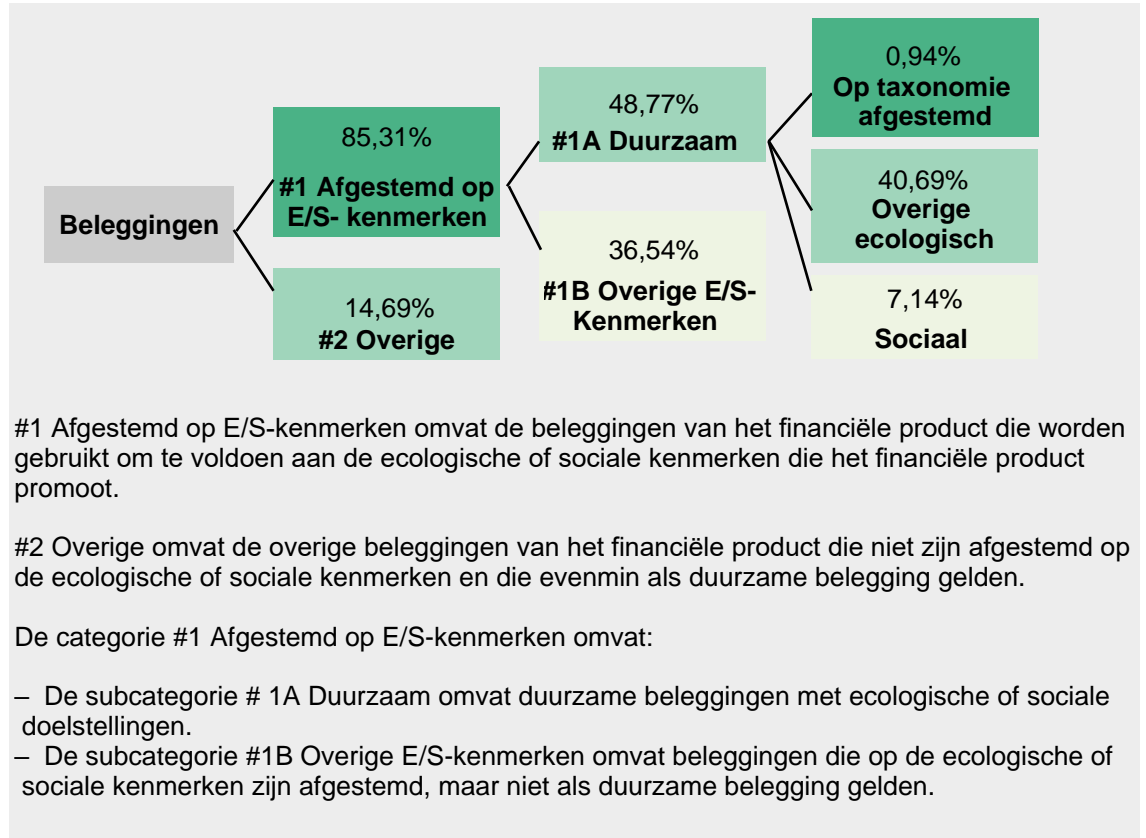 Beleggingen
85,31%
#1 Afgestemd op
E/S- kenmerken
14,69%
#2 Overige
48,77%
#1A Duurzaam
36,54%
#1B Overige E/S-
Kenmerken
0,94%
Op taxonomie
afgestemd
40,69%
Overige
ecologisch
7,14%
Sociaal
#1 Afgestemd op E/S-kenmerken omvat de beleggingen van het financiële product die worden
gebruikt om te voldoen aan de ecologische of sociale kenmerken die het financiële product
promoot.
#2 Overige omvat de overige beleggingen van het financiële product die niet zijn afgestemd op
de ecologische of sociale kenmerken en die evenmin als duurzame belegging gelden.
De categorie #1 Afgestemd op E/S-kenmerken omvat:
– De subcategorie # 1A Duurzaam omvat duurzame beleggingen met ecologische of sociale
doelstellingen.
– De subcategorie #1B Overige E/S-kenmerken omvat beleggingen die op de ecologische of
sociale kenmerken zijn afgestemd, maar niet als duurzame belegging gelden.